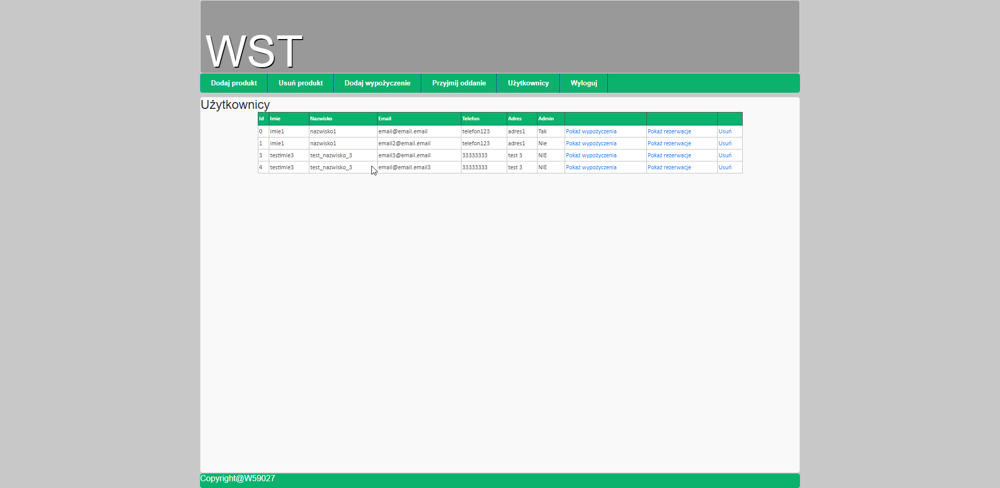 WST
Dodaj produkt Usuń produkt Dodaj wypożyczenie Przyjmij oddanie Użytkownicy Wyloguj
Użytkownicy
Id Imie Nazwisko Email Telefon Adres Admin
0 imie1 nazwisko1 email@email.email telefon123 adres1 Tak Pokaż wypożyczenia Pokaż rezerwacje Usuń
1 imie1 nazwisko1 email2@email.email telefon123 adres1 Nie Pokaż wypożyczenia Pokaż rezerwacje Usuń
3 testimie3 test_nazwisko_3 email3@email.email 33333333 test 3 NIE Pokaż wypożyczenia Pokaż rezerwacje Usuń
4 testimie3 test_nazwisko_3 email@email.email3 33333333 test 3 NIE Pokaż wypożyczenia Pokaż rezerwacje Usuń
Copyright@W59027